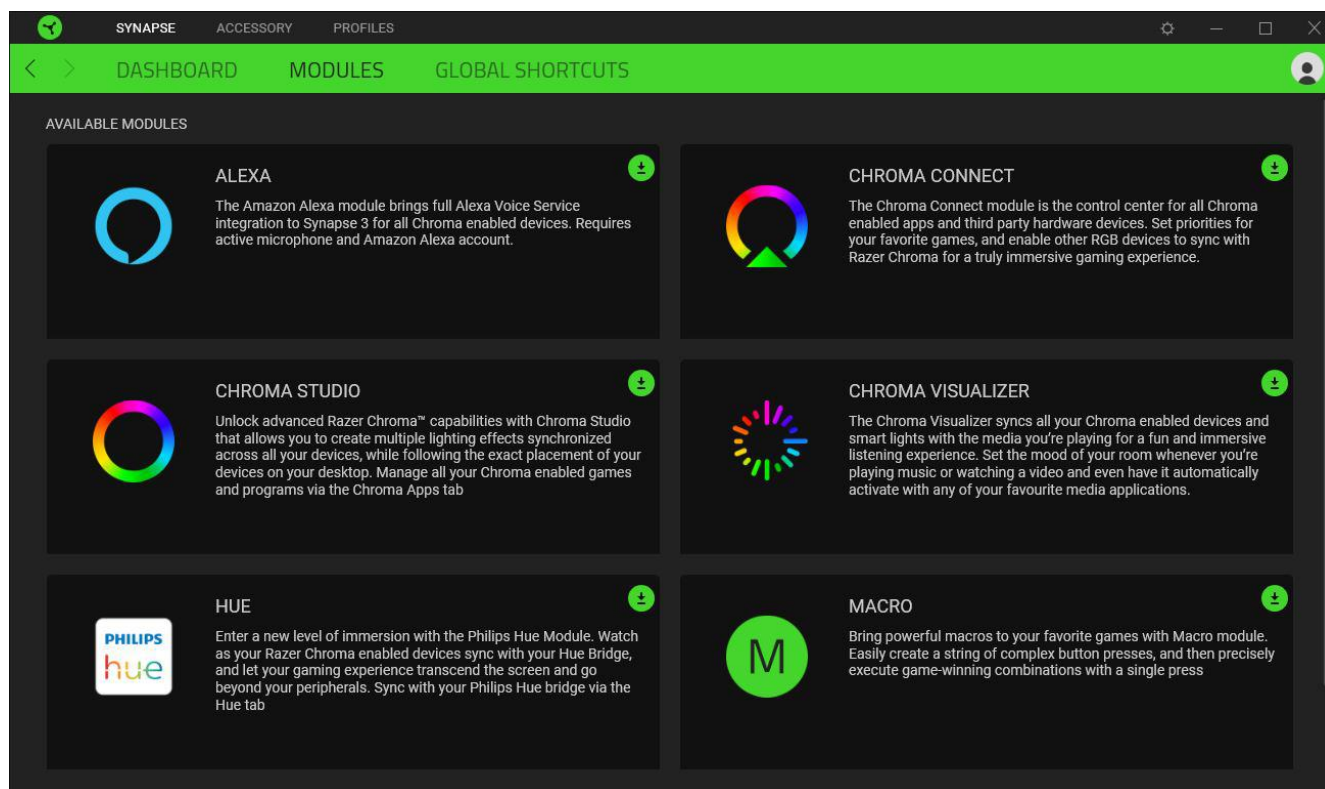 SYNAPSE ACCESSORY PROFILES
DASHBOARD MODULES GLOBAL SHORTCUTS
AVAILABLE MODULES
ALEXA
The Amazon Alexa module brings full Alexa Voice Service
integration to Synapse 3 for all Chroma enabled devices. Requires
active microphone and Amazon Alexa account.
CHROMA CONNECT
The Chroma Connect module is the control center for all Chroma
enabled apps and third party hardware devices. Set priorities for
your favorite games, and enable other RGB devices to sync with
Razer Chroma for a truly immersive gaming experience.
CHROMA STUDIO
Unlock advanced Razer Chroma™ capabilities with Chroma Studio
that allows you to create multiple lighting effects synchronized
across all your devices, while following the exact placement of your
devices on your desktop. Manage all your Chroma enabled games
and programs via the Chroma Apps tab
CHROMA VISUALIZER
The Chroma Visualizer syncs all your Chroma enabled devices and
smart lights with the media you're playing for a fun and immersive
listening experience. Set the mood of your room whenever you're
playing music or watching a video and even have it automatically
activate with any of your favourite media applications.
PHILIPS
hue
HUE
Enter a new level of immersion with the Philips Hue Module. Watch
as your Razer Chroma enabled devices sync with your Hue Bridge,
and let your gaming experience transcend the screen and go
beyond your peripherals. Sync with your Philips Hue bridge via the
Hue tab
M
MACRO
Bring powerful macros to your favorite games with Macro module.
Easily create a string of complex button presses, and then precisely
execute game-winning combinations with a single press